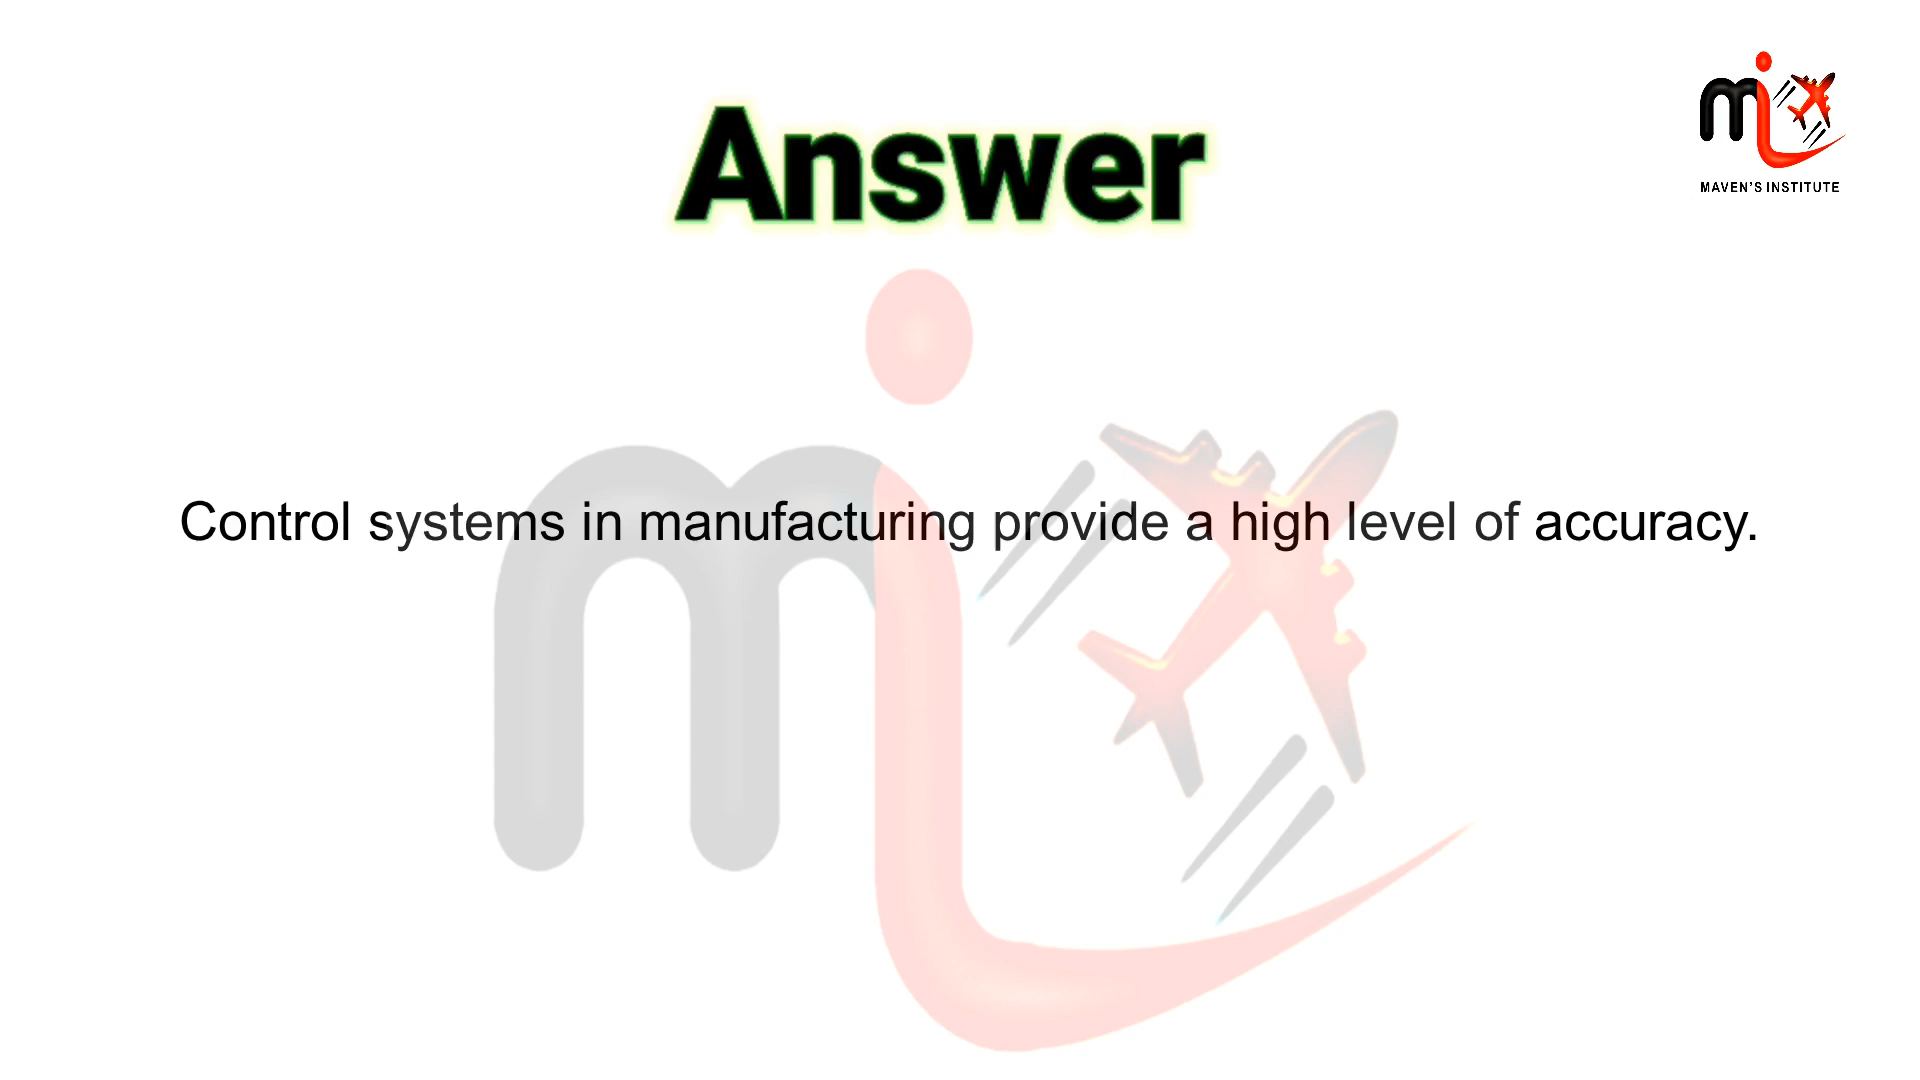 Answer
MAVEN'S INSTITUTE
Control systems in manufacturing provide a high level of accuracy.